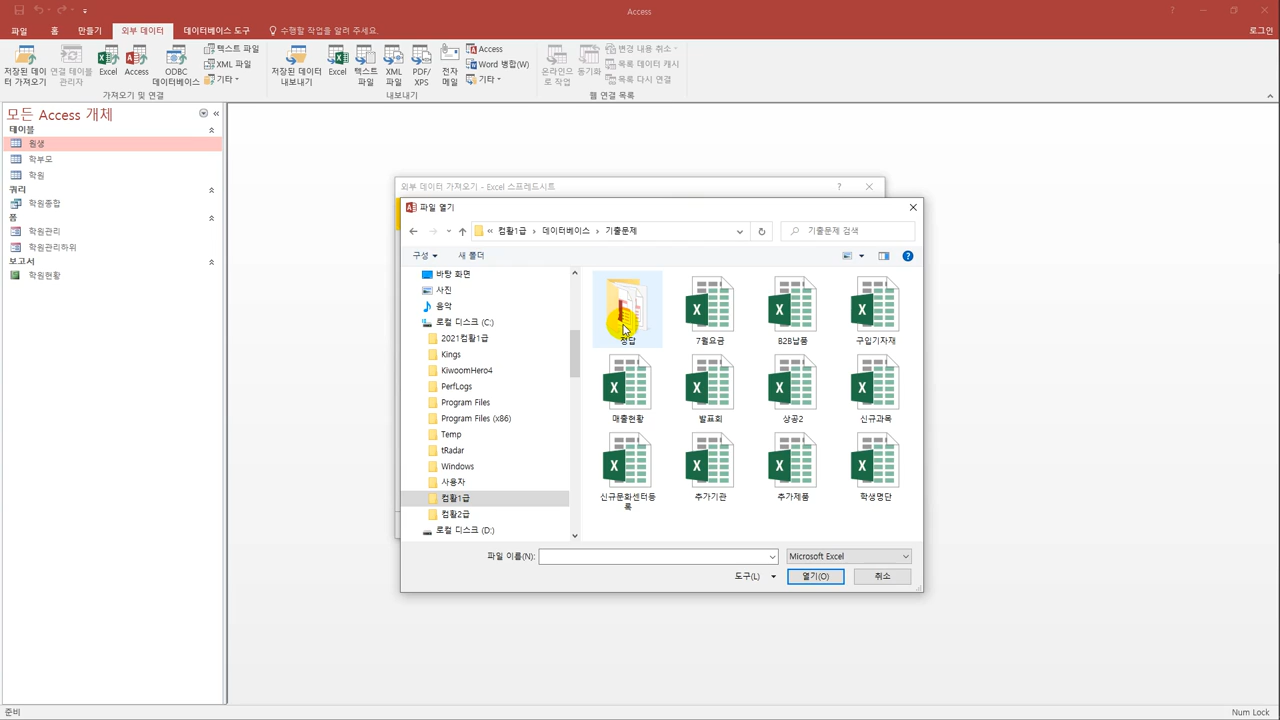 Access
파일
홈
만들기
외부 데이터
데이터베이스 도구
수행할 작업을 알려 주세요.
로그인
저장된 데이
터 가져오기
연결 테이블
관리자
Excel
Access
ODBC
데이터베이스
텍스트 파일
XML 파일
기타
저장된 데이터
내보내기
Excel
텍스트
파일
XML
파일
PDF/
XPS
전자
메일
Access
Word 병합(W)
기타
온라인으
로 작업
동기화
변경 내용 취소
목록 데이터 캐시
목록 다시 연결
가져오기 및 연결
내보내기
웹 연결 목록
모든 Access 개체
테이블
원생
학부모
학원
쿼리
학원종합
폼
학원관리
학원관리하위
보고서
학원현황
외부 데이터 가져오기 - Excel 스프레드시트
파일 열기
« 컴활1급 › 데이터베이스 › 기출문제
기출문제 검색
구성
새 폴더
바탕 화면
사진
음악
로컬 디스크 (C:)
2021컴활1급
Kings
KiwoomHero4
PerfLogs
Program Files
Program Files (x86)
Temp
tRadar
Windows
사용자
컴활1급
컴활2급
로컬 디스크 (D:)
정답
7월요금
B2B납품
구입기자재
매출현황
발표회
상공2
신규과목
신규문화센터등
록
추가기관
추가제품
학생명단
파일 이름(N):
Microsoft Excel
도구(L)
열기(O)
취소
준비
Num Lock